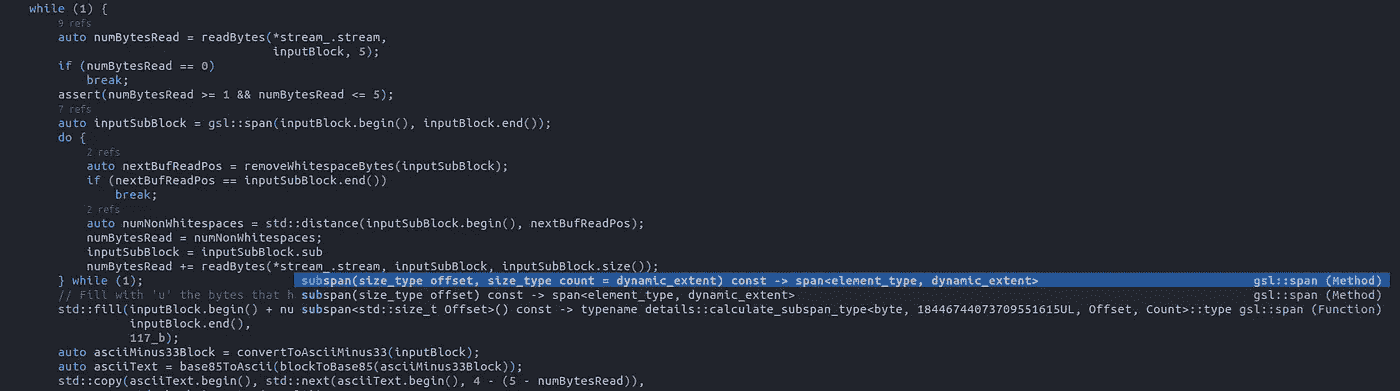 while (1) {
9 refs
auto numBytesRead = readBytes(*stream_.stream,
inputBlock, 5);
if (numBytesRead == 0)
break;
assert(numBytesRead >= 1 && numBytesRead <= 5);
7 refs
auto inputSubBlock = gsl::span(inputBlock.begin(), inputBlock.end());
do {
2 refs
auto nextBufReadPos = removeWhitespaceBytes(inputSubBlock);
if (nextBufReadPos == inputSubBlock.end())
break;
2 refs
auto numNonWhitespaces = std::distance(inputSubBlock.begin(), nextBufReadPos);
numBytesRead = numNonWhitespaces;
inputSubBlock = inputSubBlock.sub
numBytesRead += readBytes(*stream_.stream, inputSubBlock, inputSubBlock.size());
} while (1); subspan(size_type offset, size_type count = dynamic_extent) const -> span<element_type, dynamic_extent> gsl::span (Method)
// Fill with 'u' the bytes that h subspan(size_type offset) const -> span<element_type, dynamic_extent> gsl::span (Method)
std::fill(inputBlock.begin() + nu subspan<std::size_t Offset>() const -> typename details::calculate_subspan_type<byte, 18446744073709551615UL, Offset, Count>::type gsl::span (Function)
inputBlock.end(),
117_b);
auto asciiMinus33Block = convertToAsciiMinus33(inputBlock);
auto asciiText = base85ToAscii(blockToBase85(asciiMinus33Block));
std::copy(asciiText.begin(), std::next(asciiText.begin(), 4 - (5 - numBytesRead)),